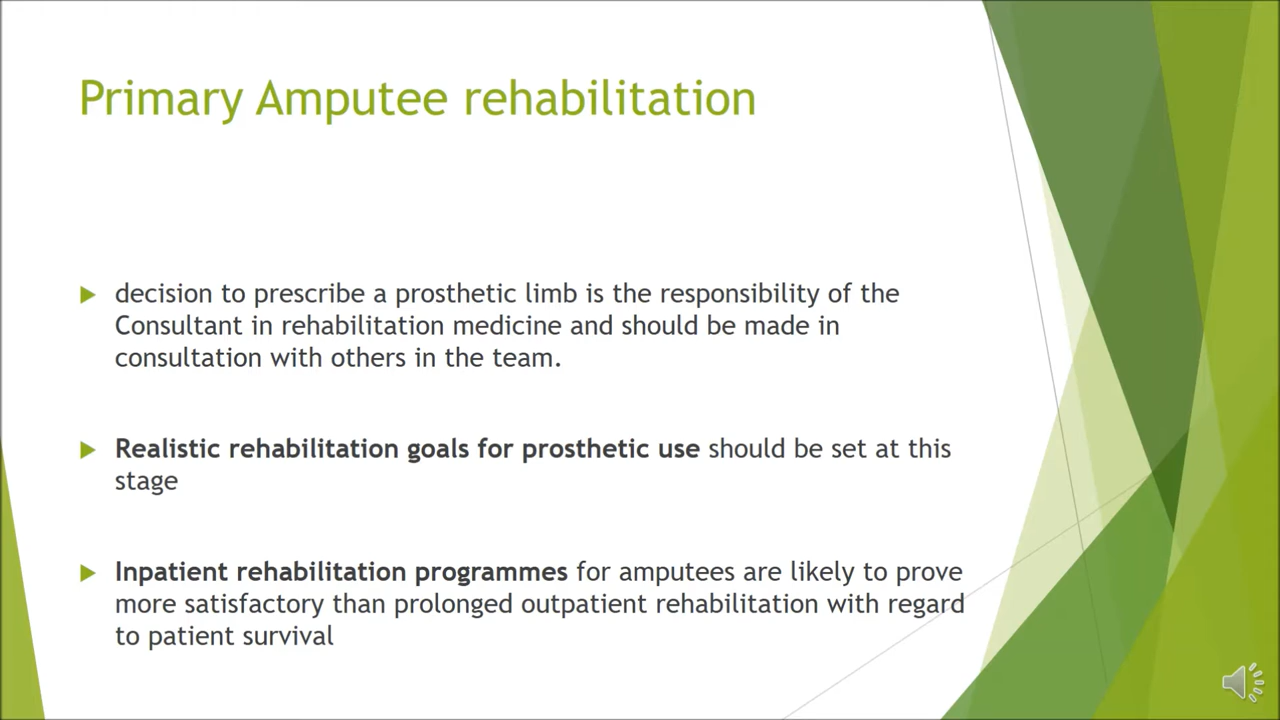 Primary Amputee rehabilitation
decision to prescribe a prosthetic limb is the responsibility of the
Consultant in rehabilitation medicine and should be made in
consultation with others in the team.
Realistic rehabilitation goals for prosthetic use should be set at this
stage
Inpatient rehabilitation programmes for amputees are likely to prove
more satisfactory than prolonged outpatient rehabilitation with regard
to patient survival